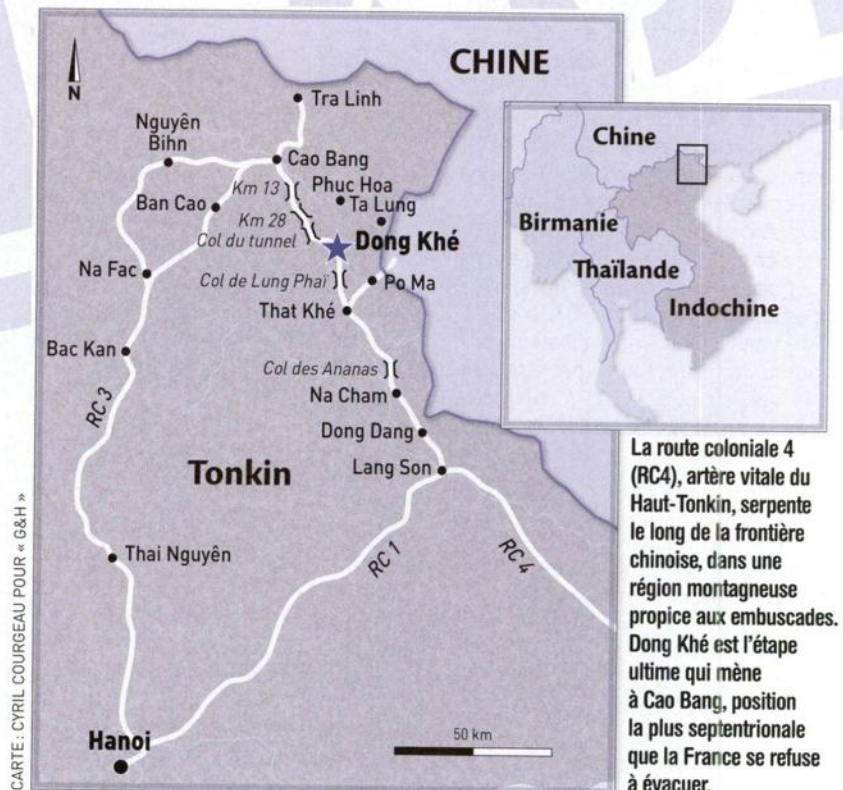 CHINE
N
Tra Linh
Nguyên
Bihn
Cao Bang
Km 13
Phuc Hoa
Ban Cao
Ta Lung
Km 28
Col du tunnel
Dong Khé
Na Fac
Col de Lung Phaï
Po Ma
That Khé
Bac Kan
Col des Ananas
Na Cham
RC 3
Dong Dang
Tonkin
Lang Son
RC 1
RC 4
Thai Nguyên
Hanoi
50 km
Chine
Birmanie
Thaïlande
Indochine
La route coloniale 4
(RC4), artère vitale du
Haut-Tonkin, serpente
le long de la frontière
chinoise, dans une
région montagneuse
propice aux embuscades.
Dong Khé est l'étape
ultime qui mène
à Cao Bang, position
la plus septentrionale
que la France se refuse
à évacuer.
CARTE : CYRIL COURGEAU POUR « G&H »